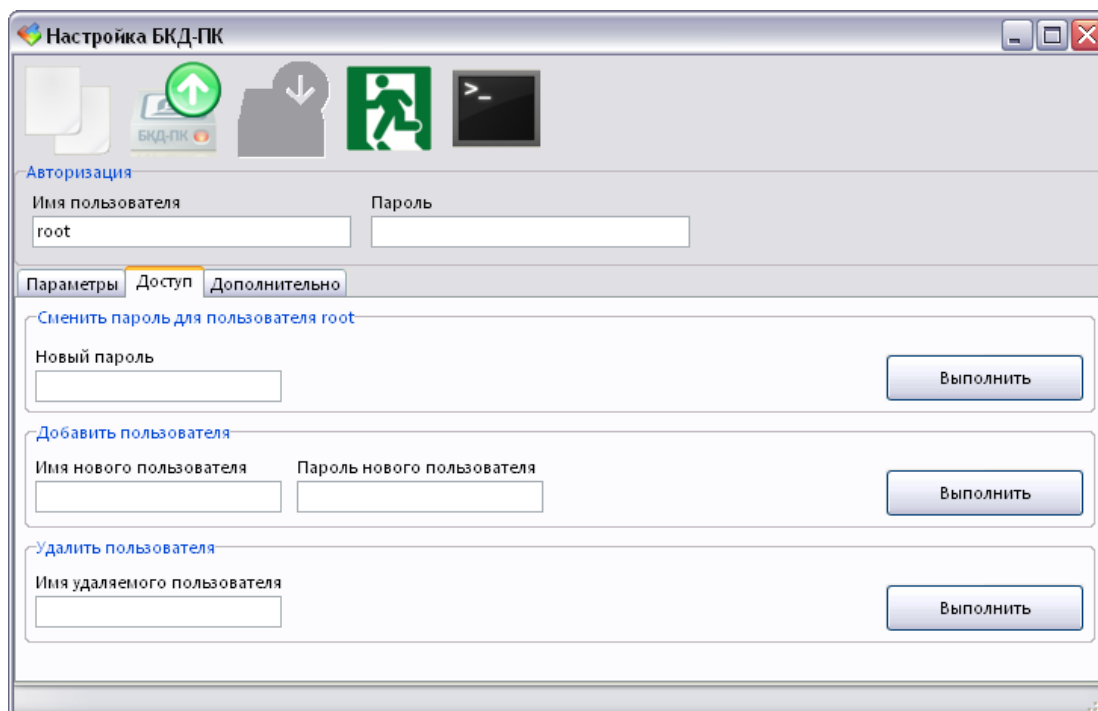 Настройка БКД-ПК
>_
БКД-ПК
Авторизация
Имя пользователя Пароль
root
Параметры Доступ Дополнительно
Сменить пароль для пользователя root
Новый пароль
Выполнить
Добавить пользователя
Имя нового пользователя Пароль нового пользователя
Выполнить
Удалить пользователя
Имя удаляемого пользователя
Выполнить